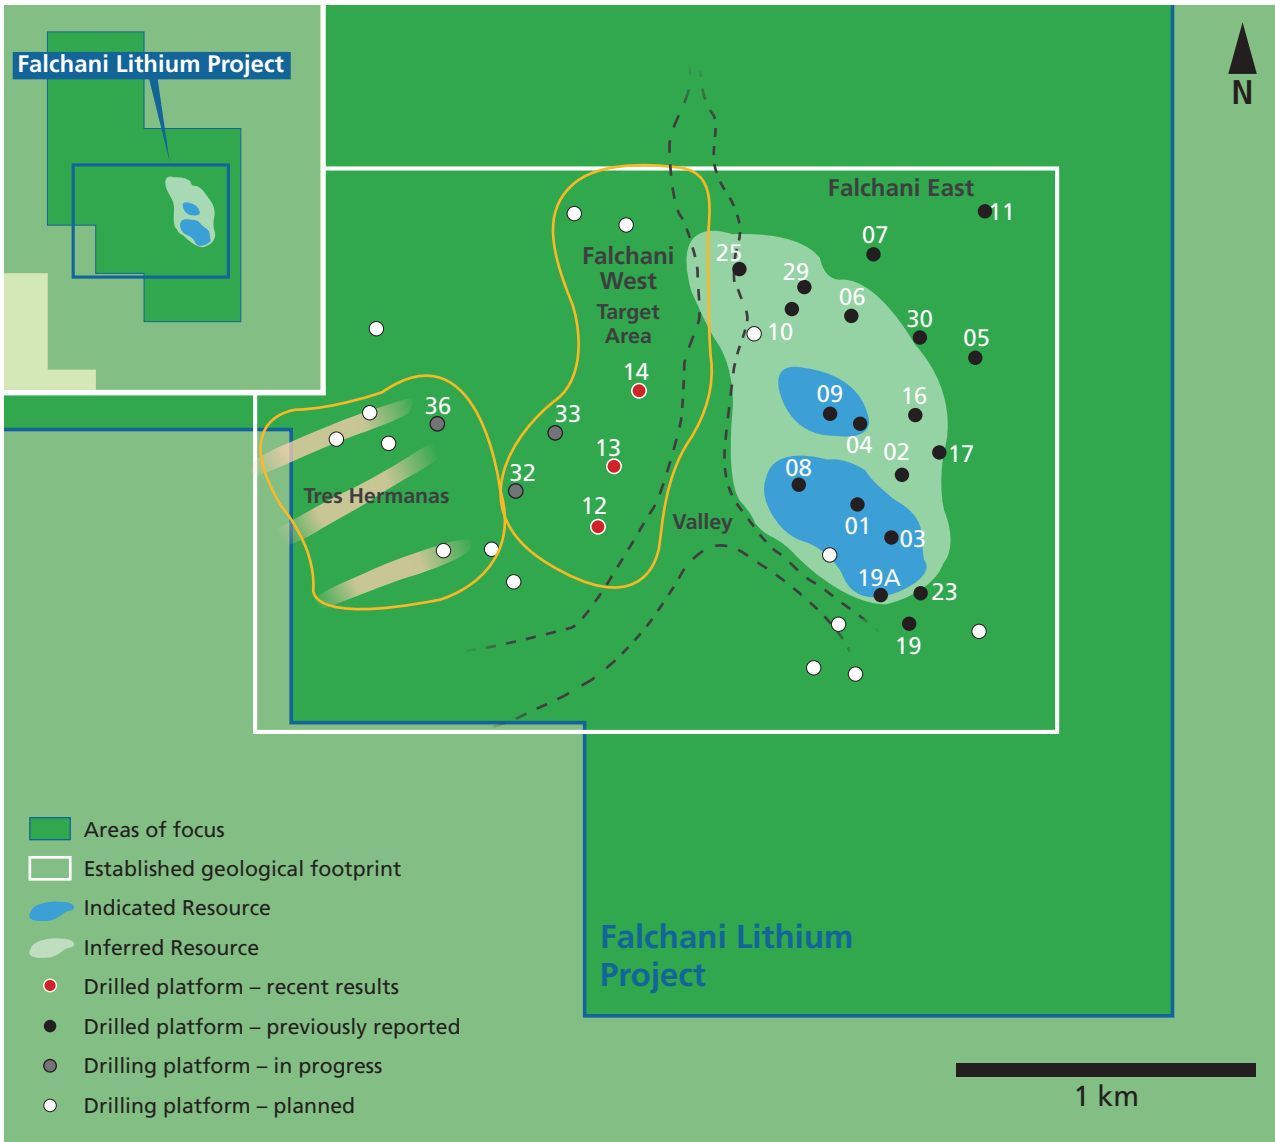 Falchani Lithium Project
N
Falchani East
11
07
25
29
06
10
30
05
Falchani
West
Target
Area
14
36
33
13
32
12
Tres Hermanas
Valley
09
16
04
02
17
08
01
03
19A
23
19
Areas of focus
Established geological footprint
Indicated Resource
Inferred Resource
Drilled platform – recent results
Drilled platform – previously reported
Drilling platform – in progress
Drilling platform – planned
Falchani Lithium
Project
1 km